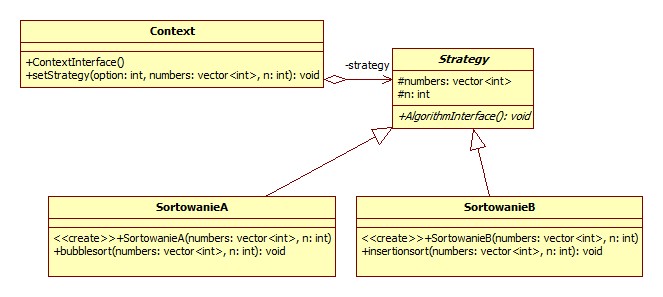 Context
+ContextInterface()
+setStrategy(option: int, numbers: vector<int>, n: int): void
-strategy
Strategy
#numbers: vector<int>
#n: int
+AlgorithmInterface(): void
SortowanieA
<<create>>+SortowanieA(numbers: vector<int>, n: int)
+bubblesort(numbers: vector<int>, n: int): void
SortowanieB
<<create>>+SortowanieB(numbers: vector<int>, n: int)
+insertionsort(numbers: vector<int>, n: int): void